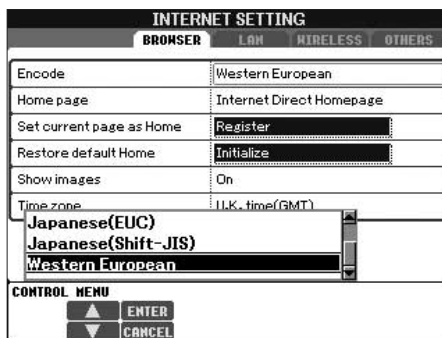 INTERNET SETTING
BROWSER LAN WIRELESS OTHERS
Encode Western European
Home page Internet Direct Homepage
Set current page as Home Register
Restore default Home Initialize
Show images On
Time zone U.K. time(GMT)
Japanese(EUC)
Japanese(Shift-JIS)
Western European
CONTROL MENU
ENTER
CANCEL